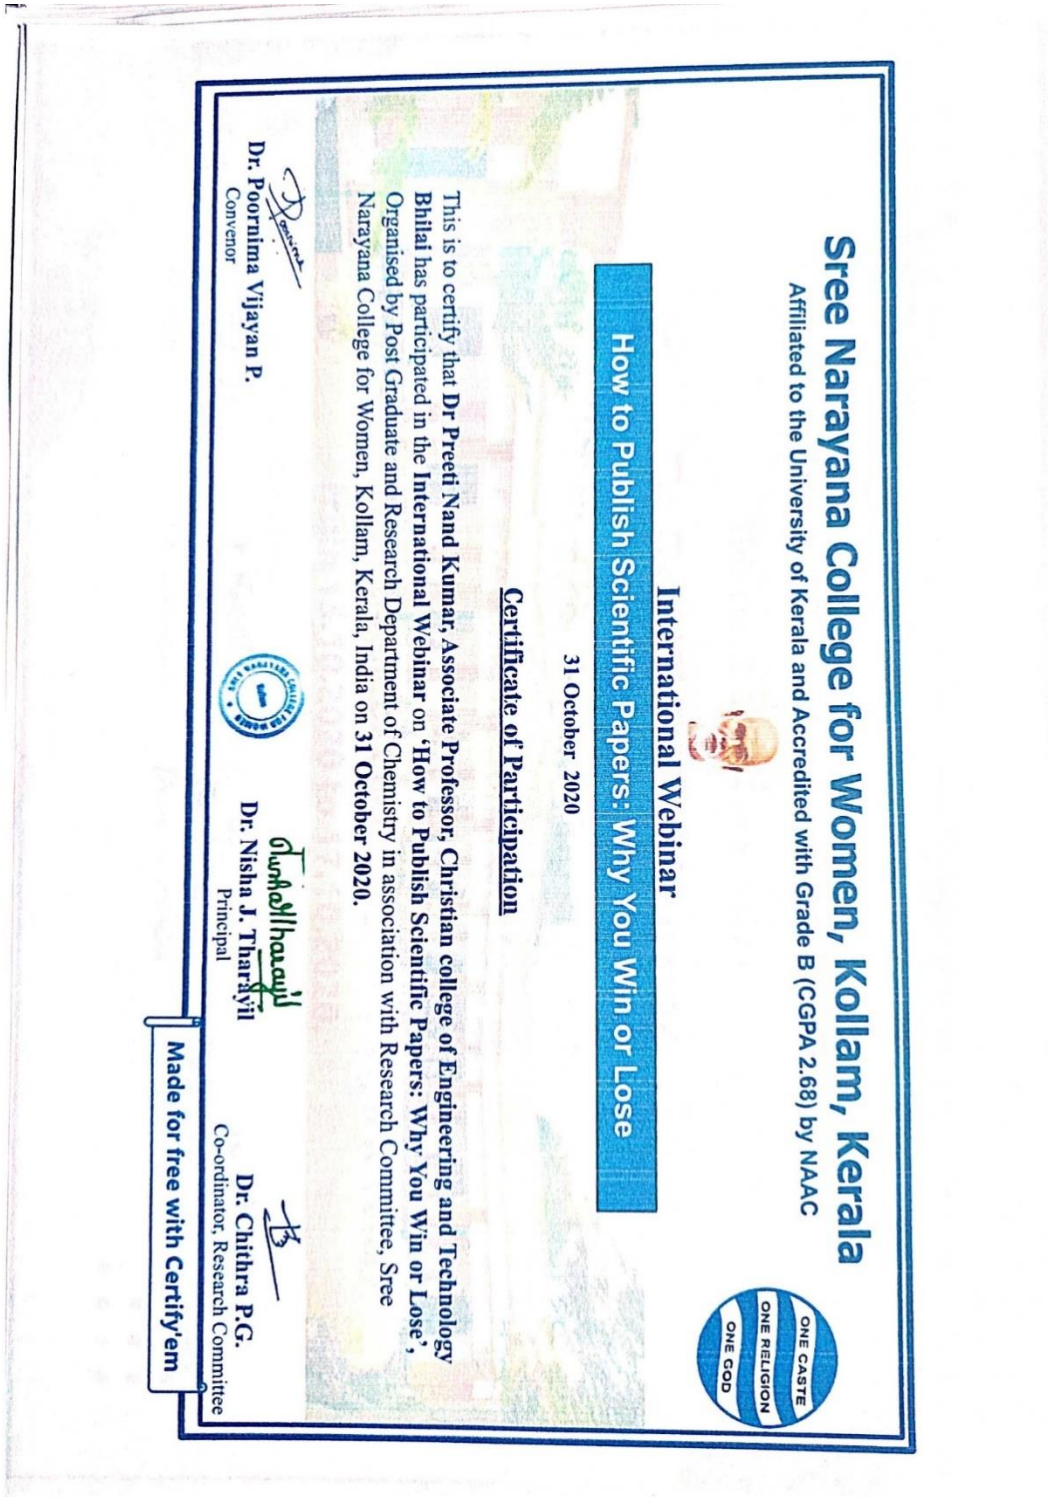 Sree Narayana College for Women, Kollam, Kerala
Affiliated to the University of Kerala and Accredited with Grade B (CGPA 2.68) by NAAC
ONE CASTE
ONE RELIGION
ONE GOD
International Webinar
How to Publish Scientific Papers: Why You Win or Lose
31 October 2020
Certificate of Participation
This is to certify that Dr Preeti Nand Kumar, Associate Professor, Christian college of Engineering and Technology
Bhilai has participated in the International Webinar on ‘How to Publish Scientific Papers: Why You Win or Lose’,
Organised by Post Graduate and Research Department of Chemistry in association with Research Committee, Sree
Narayana College for Women, Kollam, Kerala, India on 31 October 2020.
Dr. Poornima Vijayan P.
Convenor
SREE NARAYANA COLLEGE FOR WOMEN
Dr. Nisha J. Tharayil
Principal
Dr. Chithra P.G.
Co-ordinator, Research Committee
Made for free with Certify'em